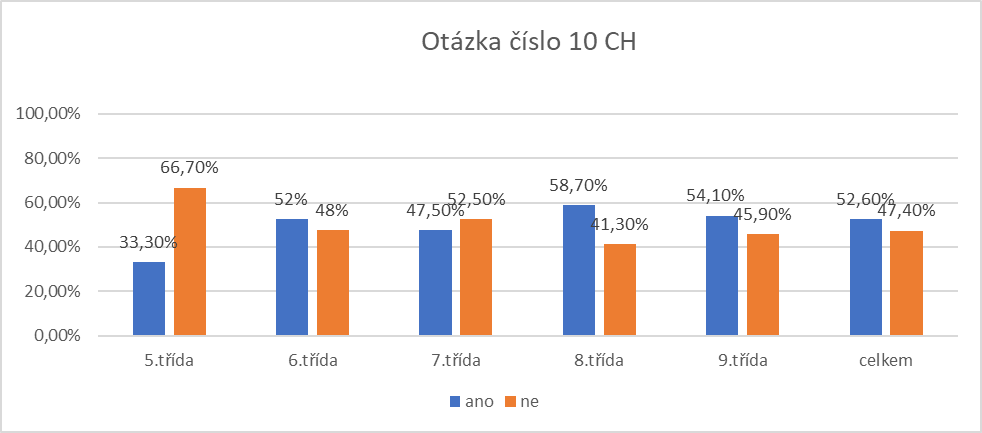 Otázka číslo 10 CH
100,00%
80,00%
60,00%
40,00%
20,00%
0,00%
33,30% 66,70% 52% 48% 47,50% 52,50% 58,70% 41,30% 54,10% 45,90% 52,60% 47,40%
5.třída 6.třída 7.třída 8.třída 9.třída celkem
ano ne